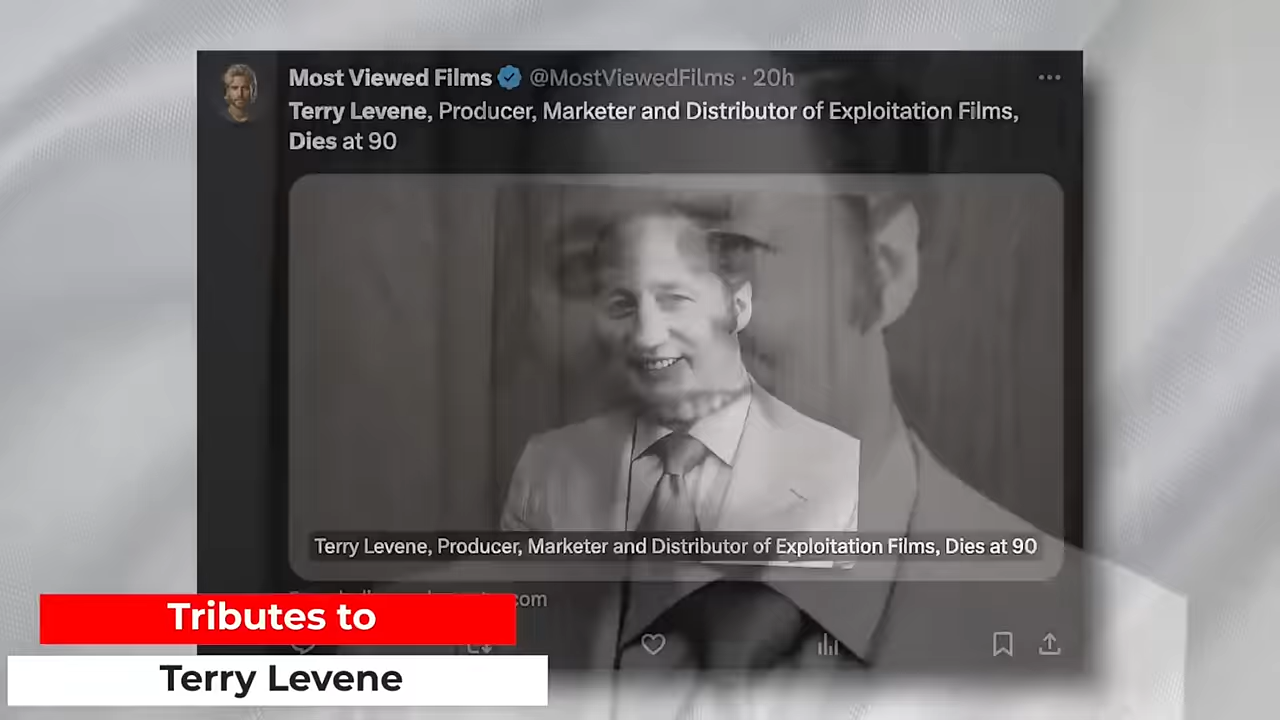 Most Viewed Films @MostViewedFilms · 20h
Terry Levene, Producer, Marketer and Distributor of Exploitation Films,
Dies at 90
Terry Levene, Producer, Marketer and Distributor of Exploitation Films, Dies at 90
Tributes to
Terry Levene